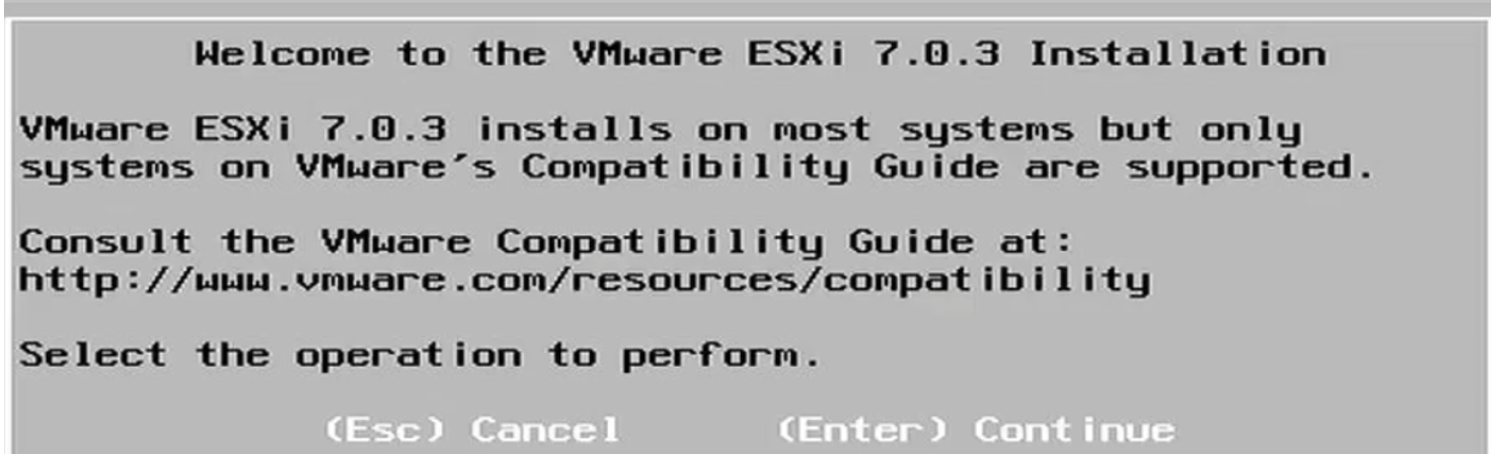 Welcome to the VMware ESXi 7.0.3 Installation
VMware ESXi 7.0.3 installs on most systems but only
systems on VMware's Compatibility Guide are supported.
Consult the VMware Compatibility Guide at:
http://www.vmware.com/resources/compatibility
Select the operation to perform.
(Esc) Cancel (Enter) Continue